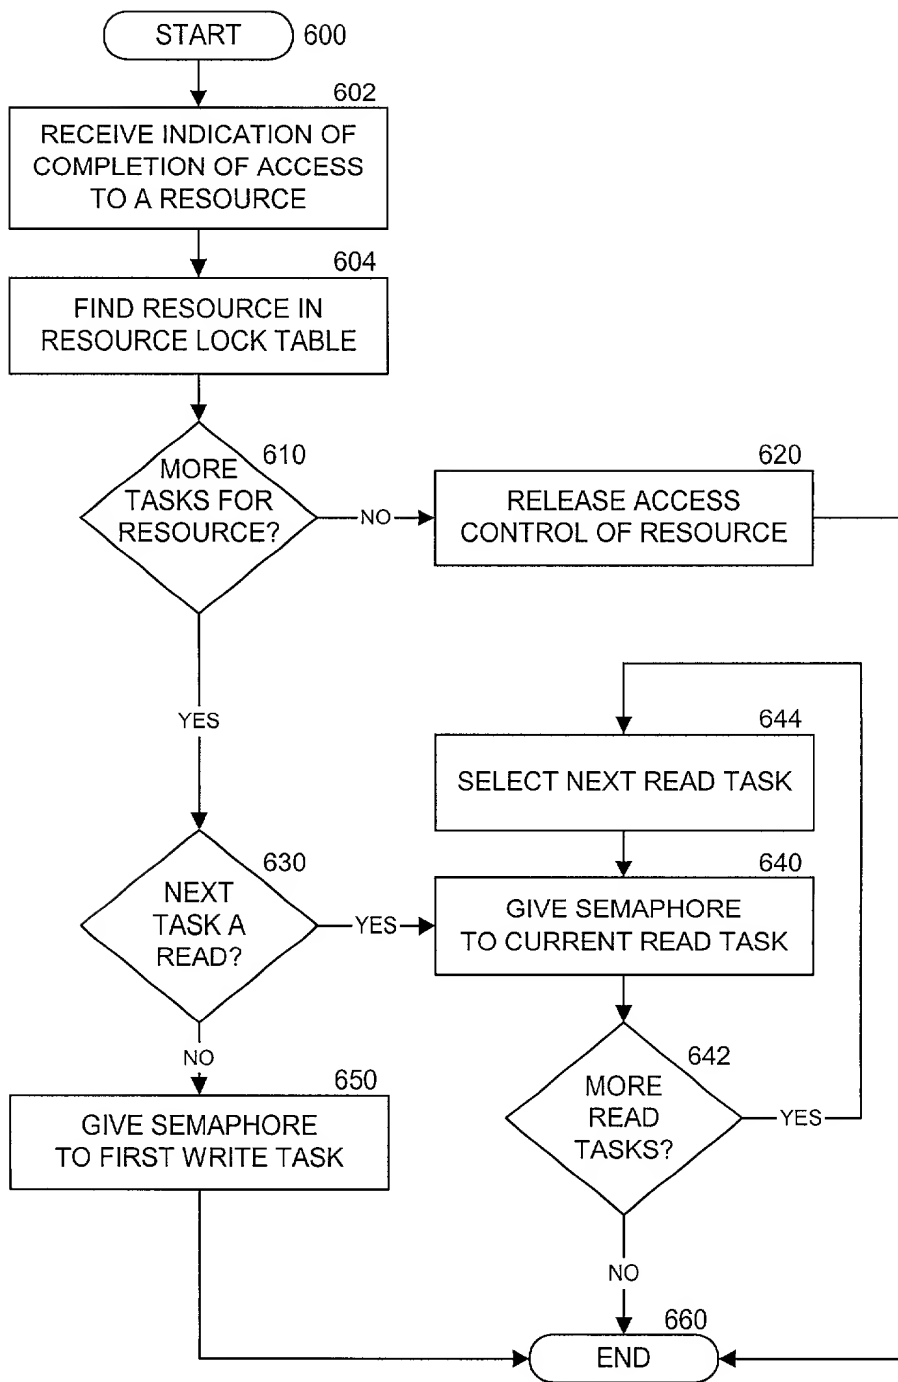 START 600
602
RECEIVE INDICATION OF
COMPLETION OF ACCESS
TO A RESOURCE
604
FIND RESOURCE IN
RESOURCE LOCK TABLE
610
MORE
TASKS FOR
RESOURCE?
NO
620
RELEASE ACCESS
CONTROL OF RESOURCE
YES
644
SELECT NEXT READ TASK
630
NEXT
TASK A
READ?
YES
640
GIVE SEMAPHORE
TO CURRENT READ TASK
NO
642
MORE
READ
TASKS?
YES
650
GIVE SEMAPHORE
TO FIRST WRITE TASK
NO
660
END